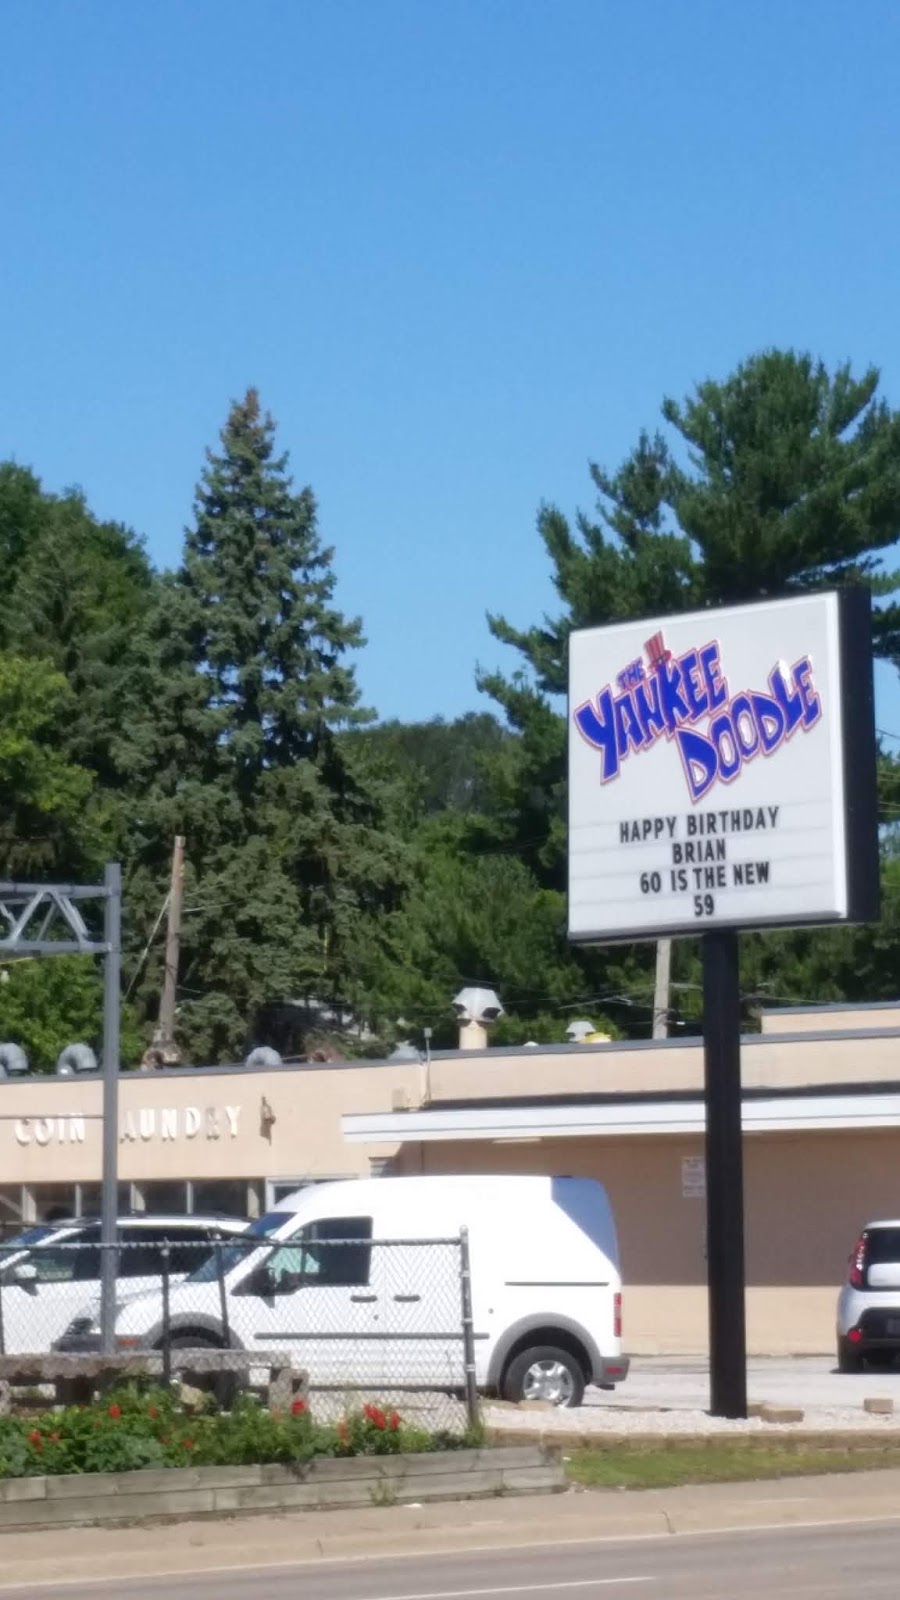 THE
YANKEE
DOODLE
HAPPY BIRTHDAY
BRIAN
60 IS THE NEW
59
COIN AUNDRY